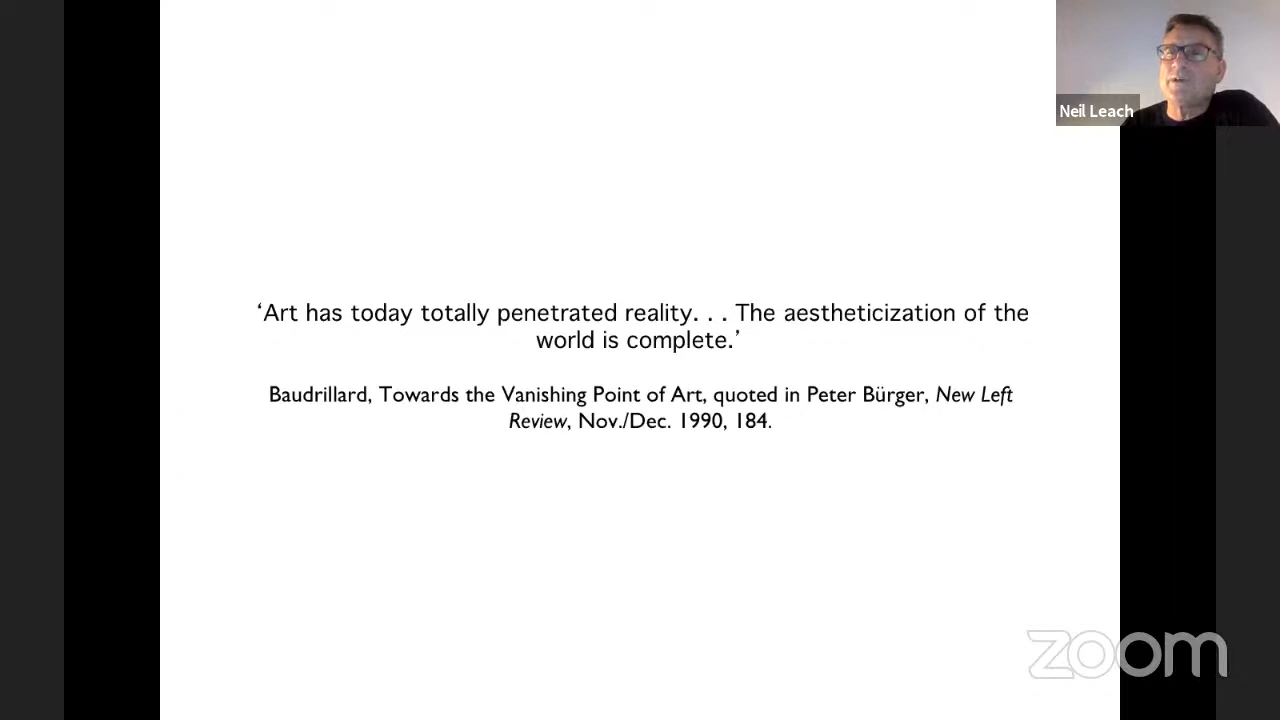 Neil Leach
‘Art has today totally penetrated reality. . . The aestheticization of the
world is complete.’
Baudrillard, Towards the Vanishing Point of Art, quoted in Peter Bürger, New Left
Review, Nov./Dec. 1990, 184.
zoom